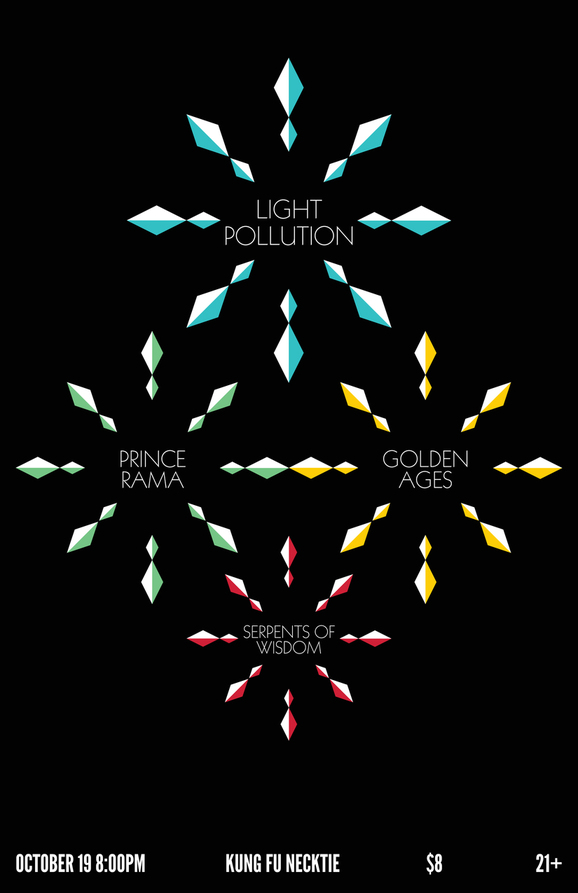 LIGHT
POLLUTION
PRINCE
RAMA
GOLDEN
AGES
SERPENTS OF
WISDOM
OCTOBER 19 8:00PM KUNG FU NECKTIE $8 21+